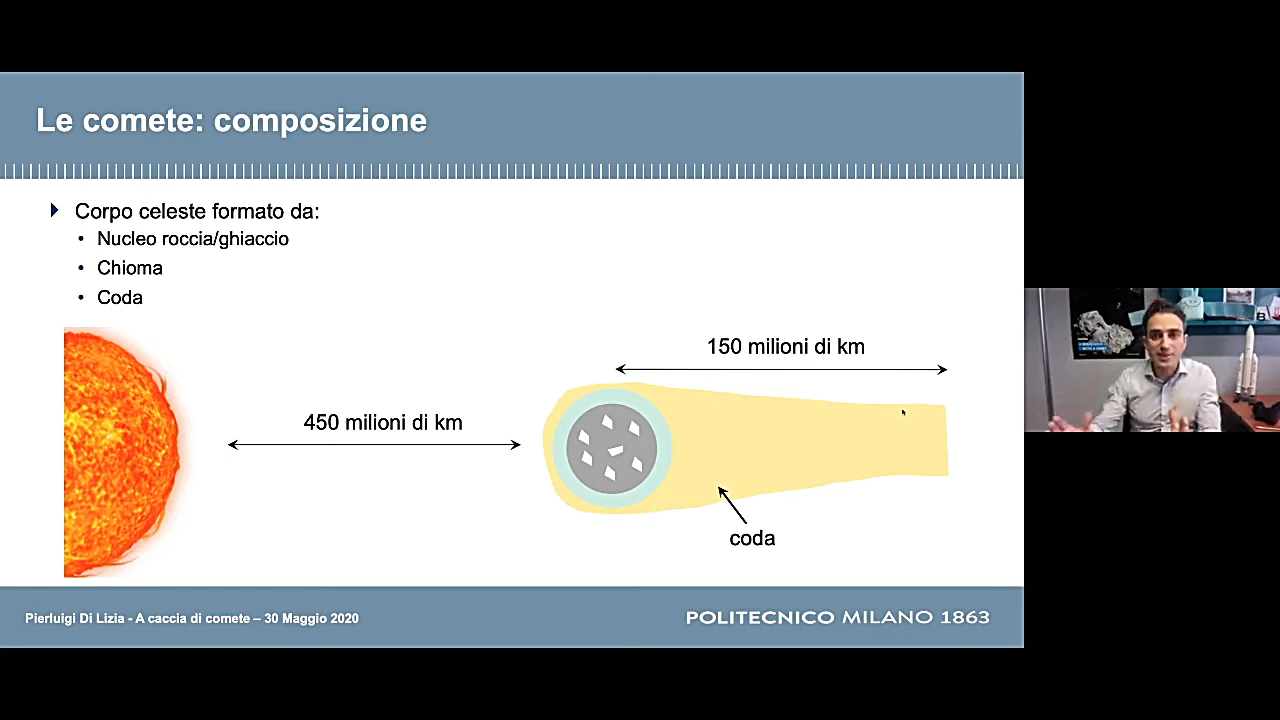 Le comete: composizione
Corpo celeste formato da:
• Nucleo roccia/ghiaccio
• Chioma
• Coda
150 milioni di km
450 milioni di km
coda
Pierluigi Di Lizia - A caccia di comete – 30 Maggio 2020
POLITECNICO MILANO 1863